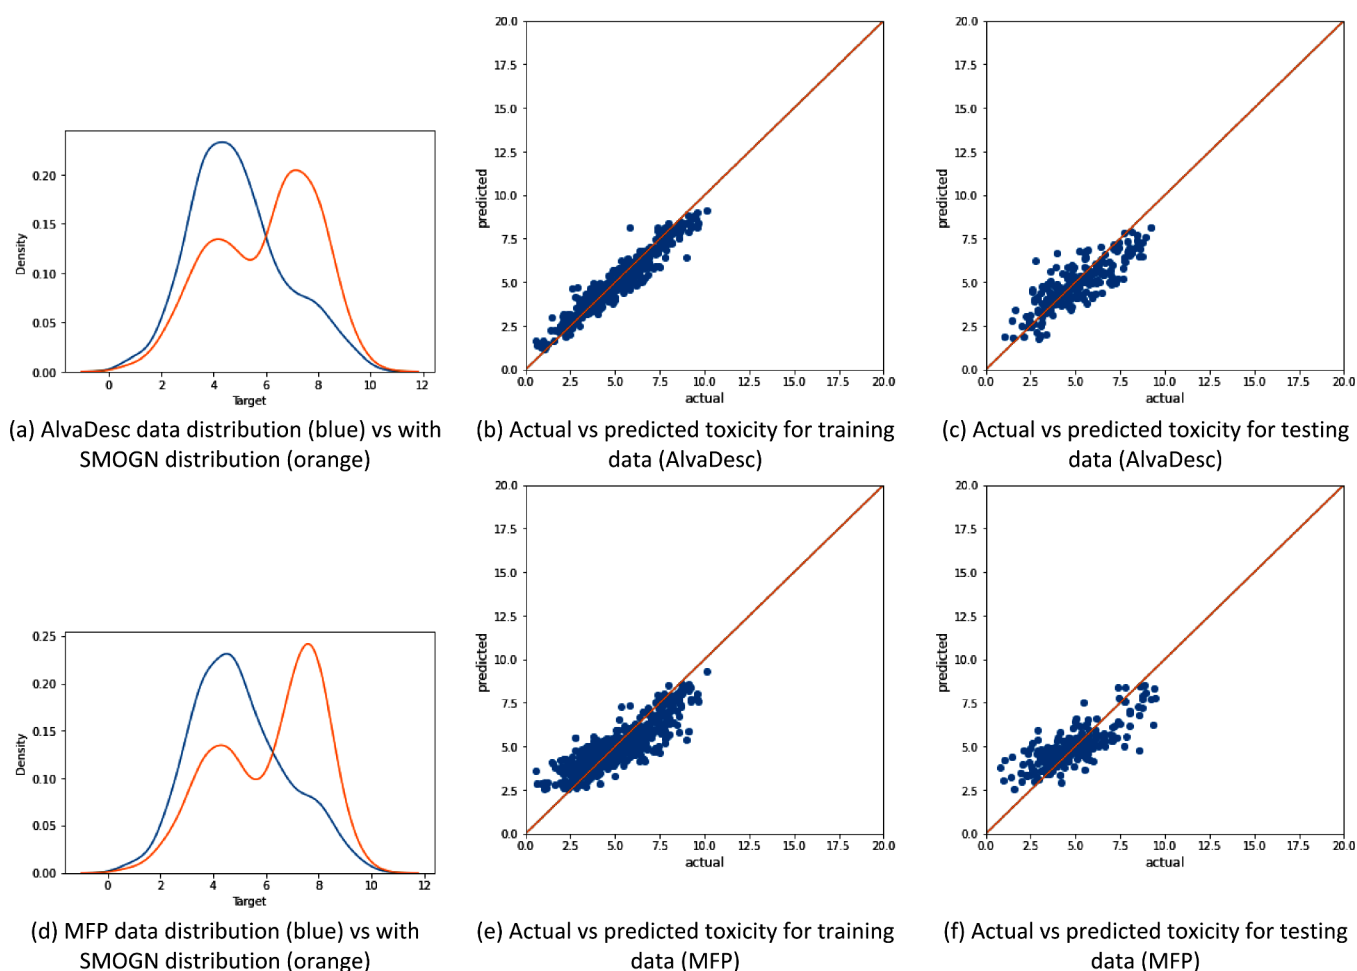 0.20
0.15
0.10
0.05
0.00
Density
0 2 4 6 8 10 12
Target
(a) AlvaDesc data distribution (blue) vs with
SMOGN distribution (orange)
20.0
17.5
15.0
12.5
10.0
7.5
5.0
2.5
0.0
predicted
0.0 2.5 5.0 7.5 10.0 12.5 15.0 17.5 20.0
actual
(b) Actual vs predicted toxicity for training
data (AlvaDesc)
20.0
17.5
15.0
12.5
10.0
7.5
5.0
2.5
0.0
predicted
0.0 2.5 5.0 7.5 10.0 12.5 15.0 17.5 20.0
actual
(c) Actual vs predicted toxicity for testing
data (AlvaDesc)
0.25
0.20
0.15
0.10
0.05
0.00
Density
0 2 4 6 8 10 12
Target
(d) MFP data distribution (blue) vs with
SMOGN distribution (orange)
20.0
17.5
15.0
12.5
10.0
7.5
5.0
2.5
0.0
predicted
0.0 2.5 5.0 7.5 10.0 12.5 15.0 17.5 20.0
actual
(e) Actual vs predicted toxicity for training
data (MFP)
20.0
17.5
15.0
12.5
10.0
7.5
5.0
2.5
0.0
predicted
0.0 2.5 5.0 7.5 10.0 12.5 15.0 17.5 20.0
actual
(f) Actual vs predicted toxicity for testing
data (MFP)